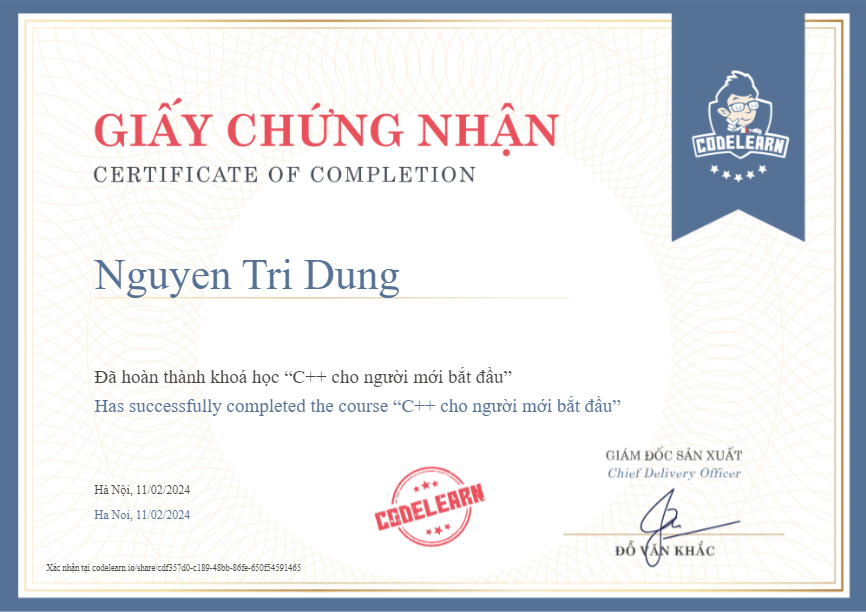 CODELEARN
GIẤY CHỨNG NHẬN
CERTIFICATE OF COMPLETION
Nguyen Tri Dung
Đã hoàn thành khoá học “C++ cho người mới bắt đầu”
Has successfully completed the course “C++ cho người mới bắt đầu”
GIÁM ĐỐC SẢN XUẤT
Chief Delivery Officer
Hà Nội, 11/02/2024
Ha Noi, 11/02/2024
CODELEARN
ĐỖ VĂN KHẮC
Xác nhận tại codelearn.io/share/cdf357d0-c189-48bb-86fe-650f54591465